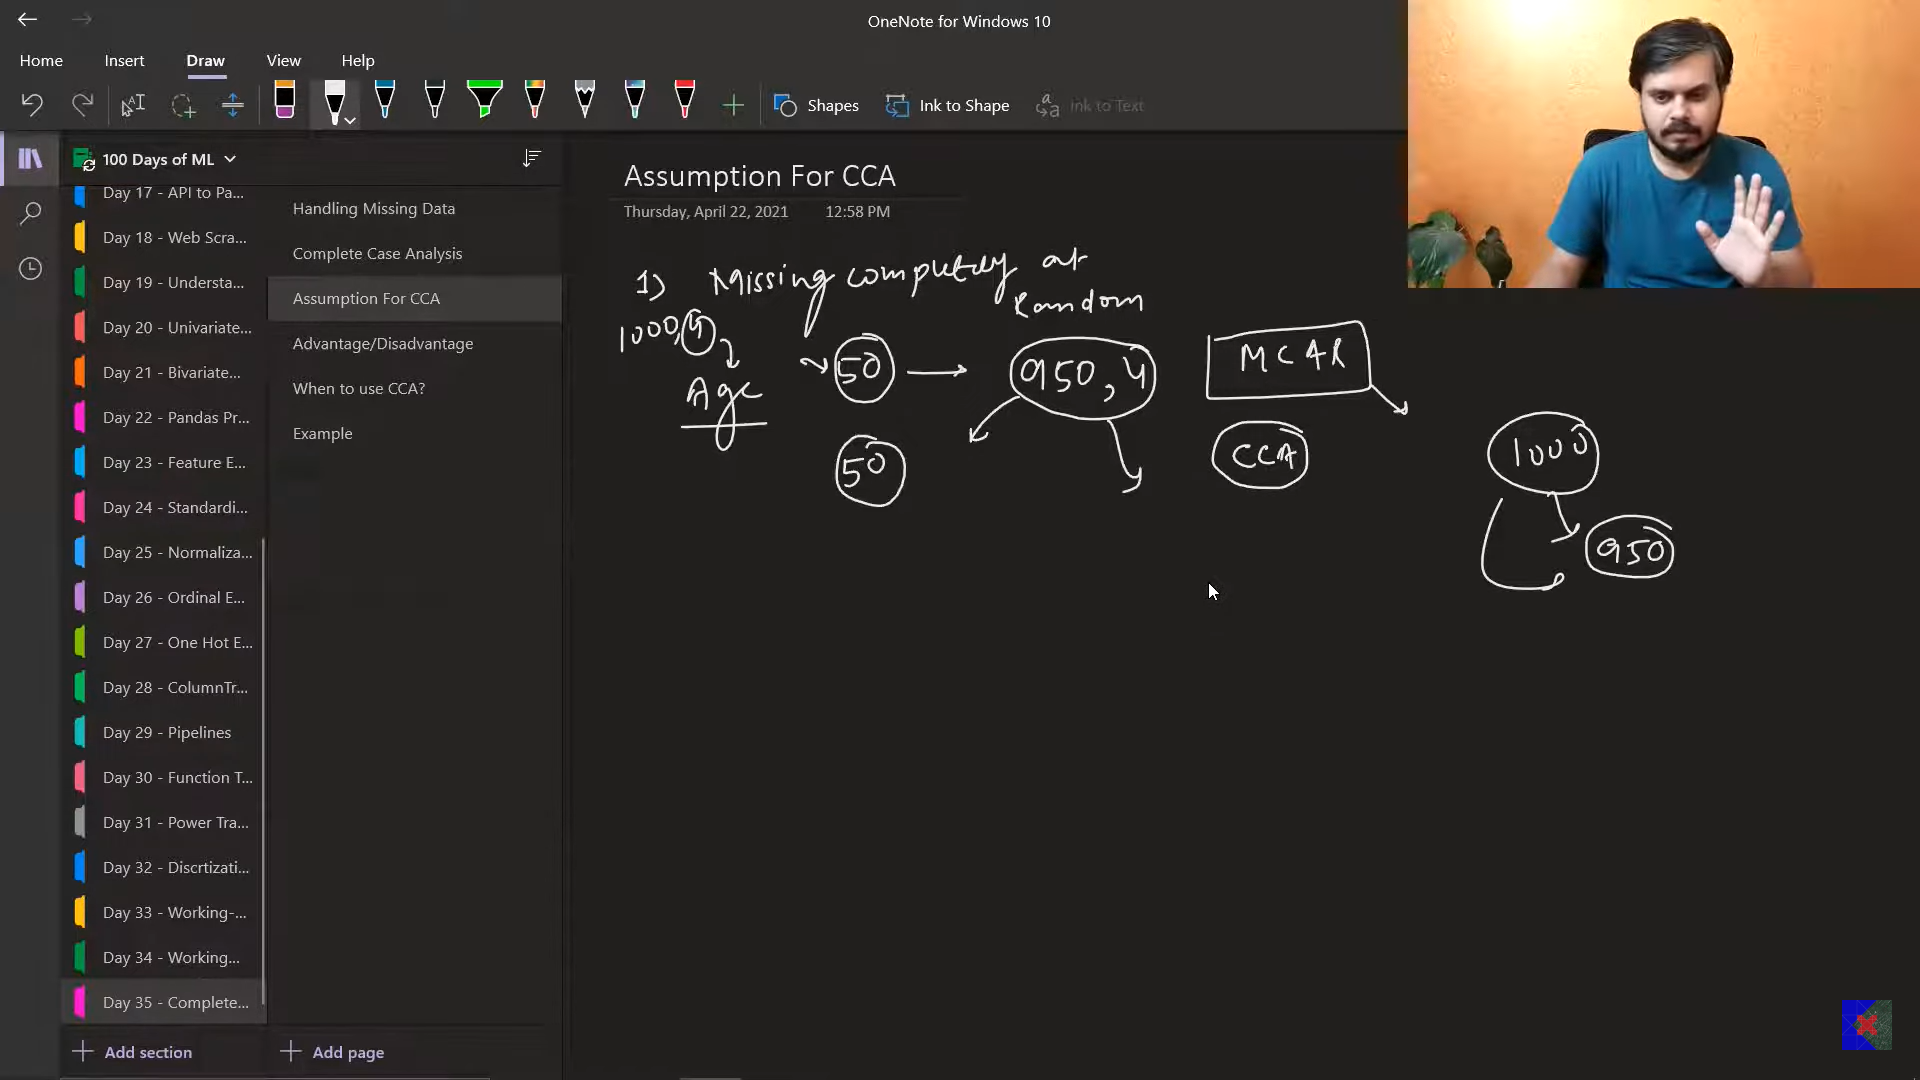 OneNote for Windows 10
Home Insert Draw View Help
Shapes Ink to Shape Ink to Text
100 Days of ML
Day 17 - API to Pa...
Day 18 - Web Scra...
Day 19 - Understa...
Day 20 - Univariate...
Day 21 - Bivariate...
Day 22 - Pandas Pr...
Day 23 - Feature E...
Day 24 - Standardi...
Day 25 - Normaliza...
Day 26 - Ordinal E...
Day 27 - One Hot E...
Day 28 - ColumnTr...
Day 29 - Pipelines
Day 30 - Function T...
Day 31 - Power Tra...
Day 32 - Discrtizati...
Day 33 - Working-...
Day 34 - Working...
Day 35 - Complete...
Add section
Handling Missing Data
Complete Case Analysis
Assumption For CCA
Advantage/Disadvantage
When to use CCA?
Example
Add page
Assumption For CCA
Thursday, April 22, 2021 12:58 PM
1) Missing completely at
Random
1000, 4
Age
50
950, 4
MCAR
50
CCA
1000
950